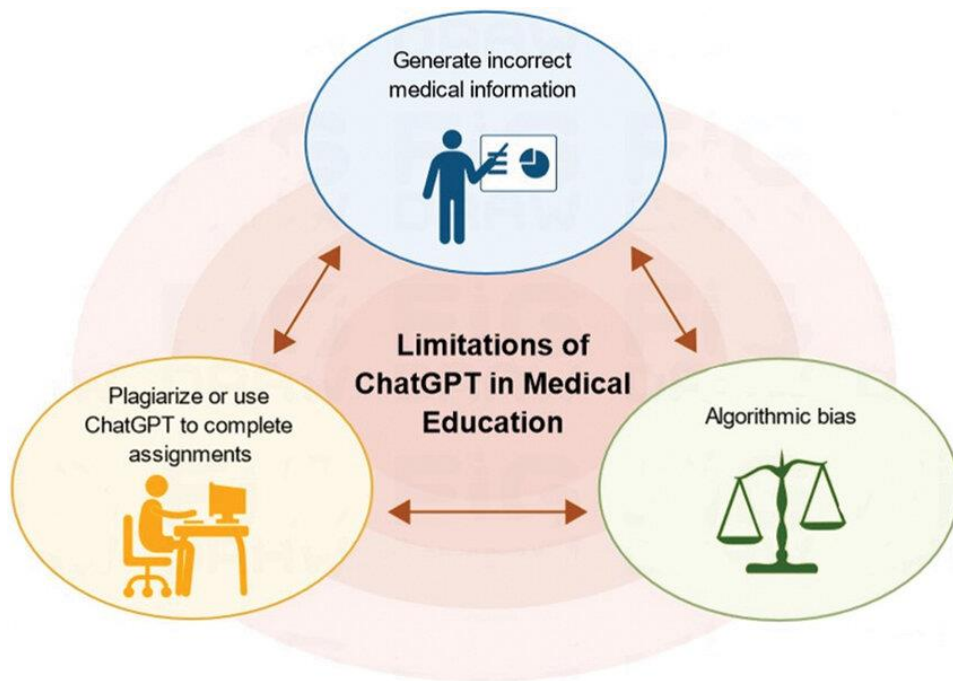 Generate incorrect
medical information
Limitations of
ChatGPT in Medical
Education
Plagiarize or use
ChatGPT to complete
assignments
Algorithmic bias